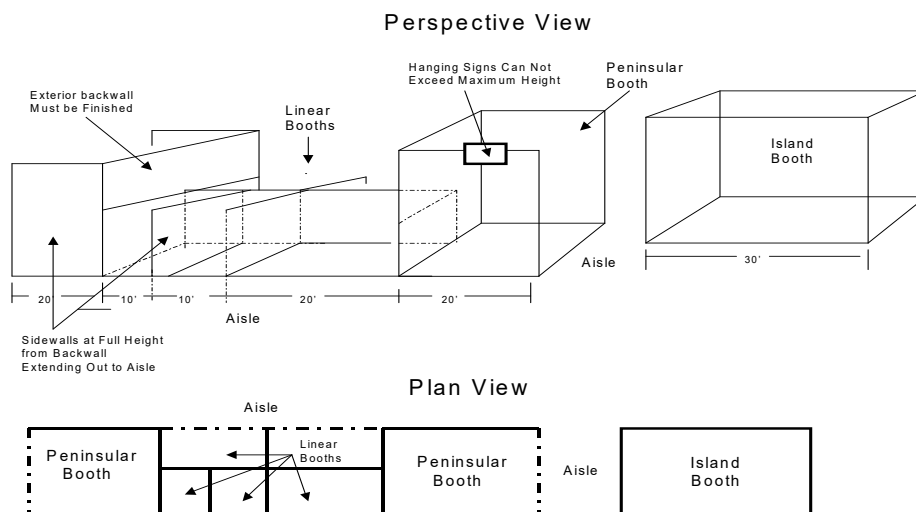 Perspective View
Hanging Signs Can Not
Exceed Maximum Height
Peninsular
Booth
Exterior backwall
Must be Finished
Linear
Booths
Island
Booth
Aisle
30'
20'
10'
10'
20'
20'
Aisle
Sidewalls at Full Height
from Backwall
Extending Out to Aisle
Plan View
Aisle
Peninsular
Booth
Linear
Booths
Peninsular
Booth
Aisle
Island
Booth